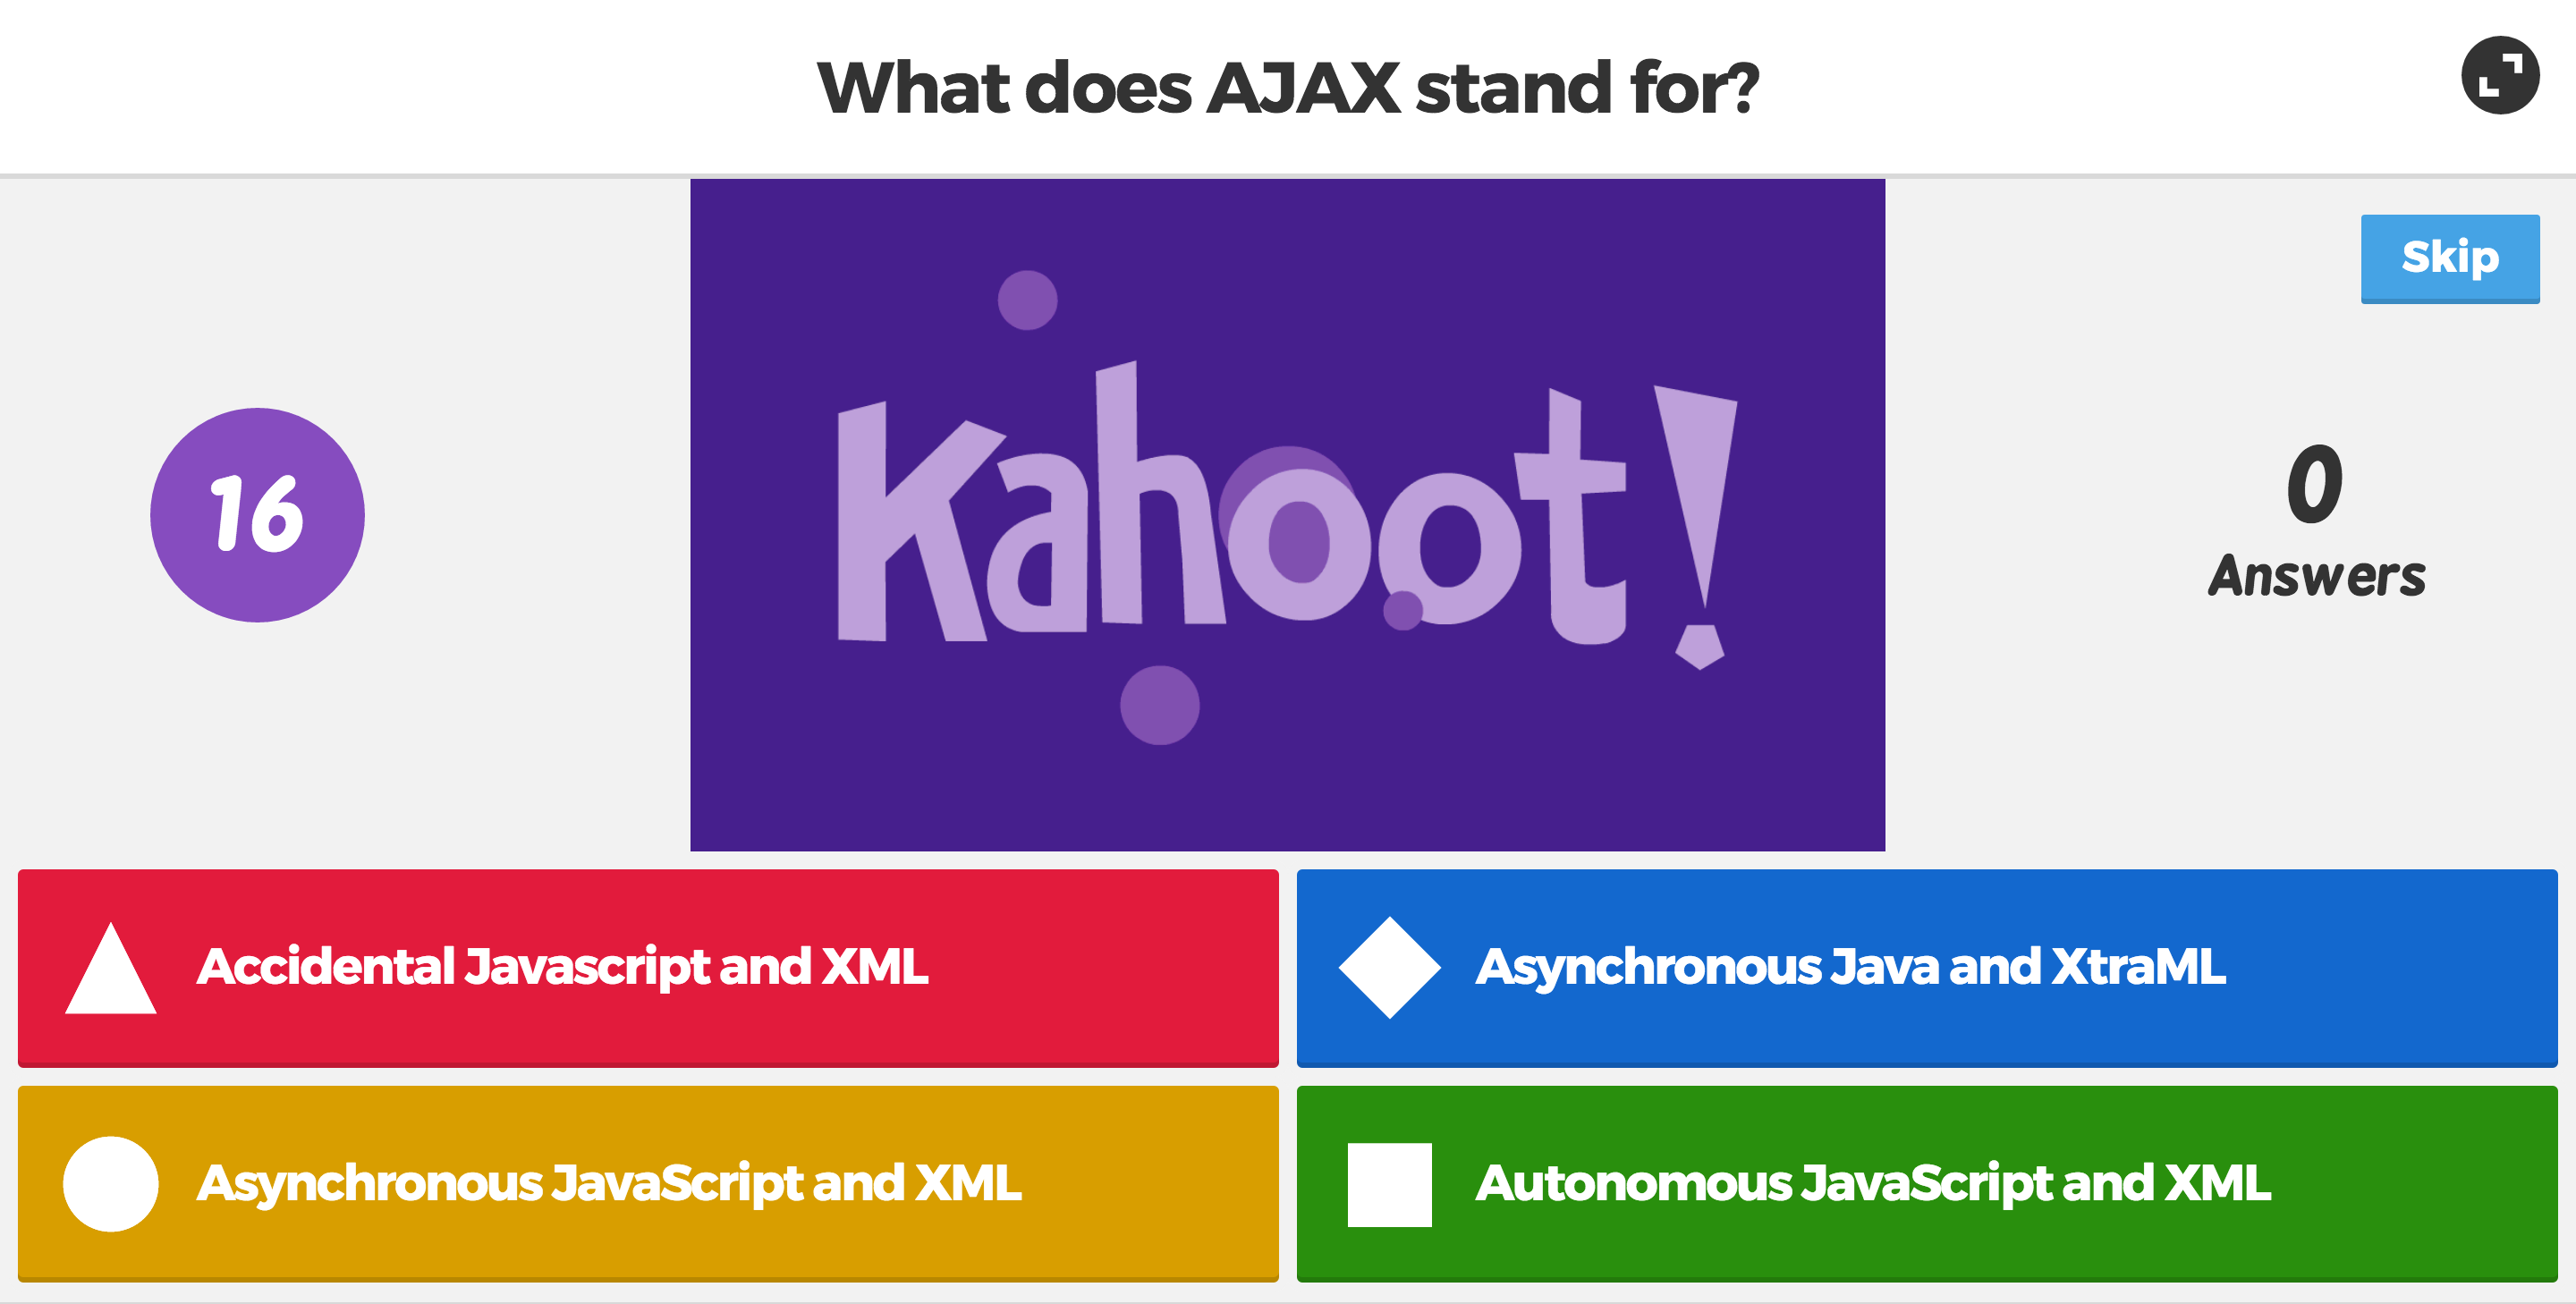 What does AJAX stand for?
Skip
16
Kahoot!
0
Answers
Accidental Javascript and XML
Asynchronous Java and XtraML
Asynchronous JavaScript and XML
Autonomous JavaScript and XML